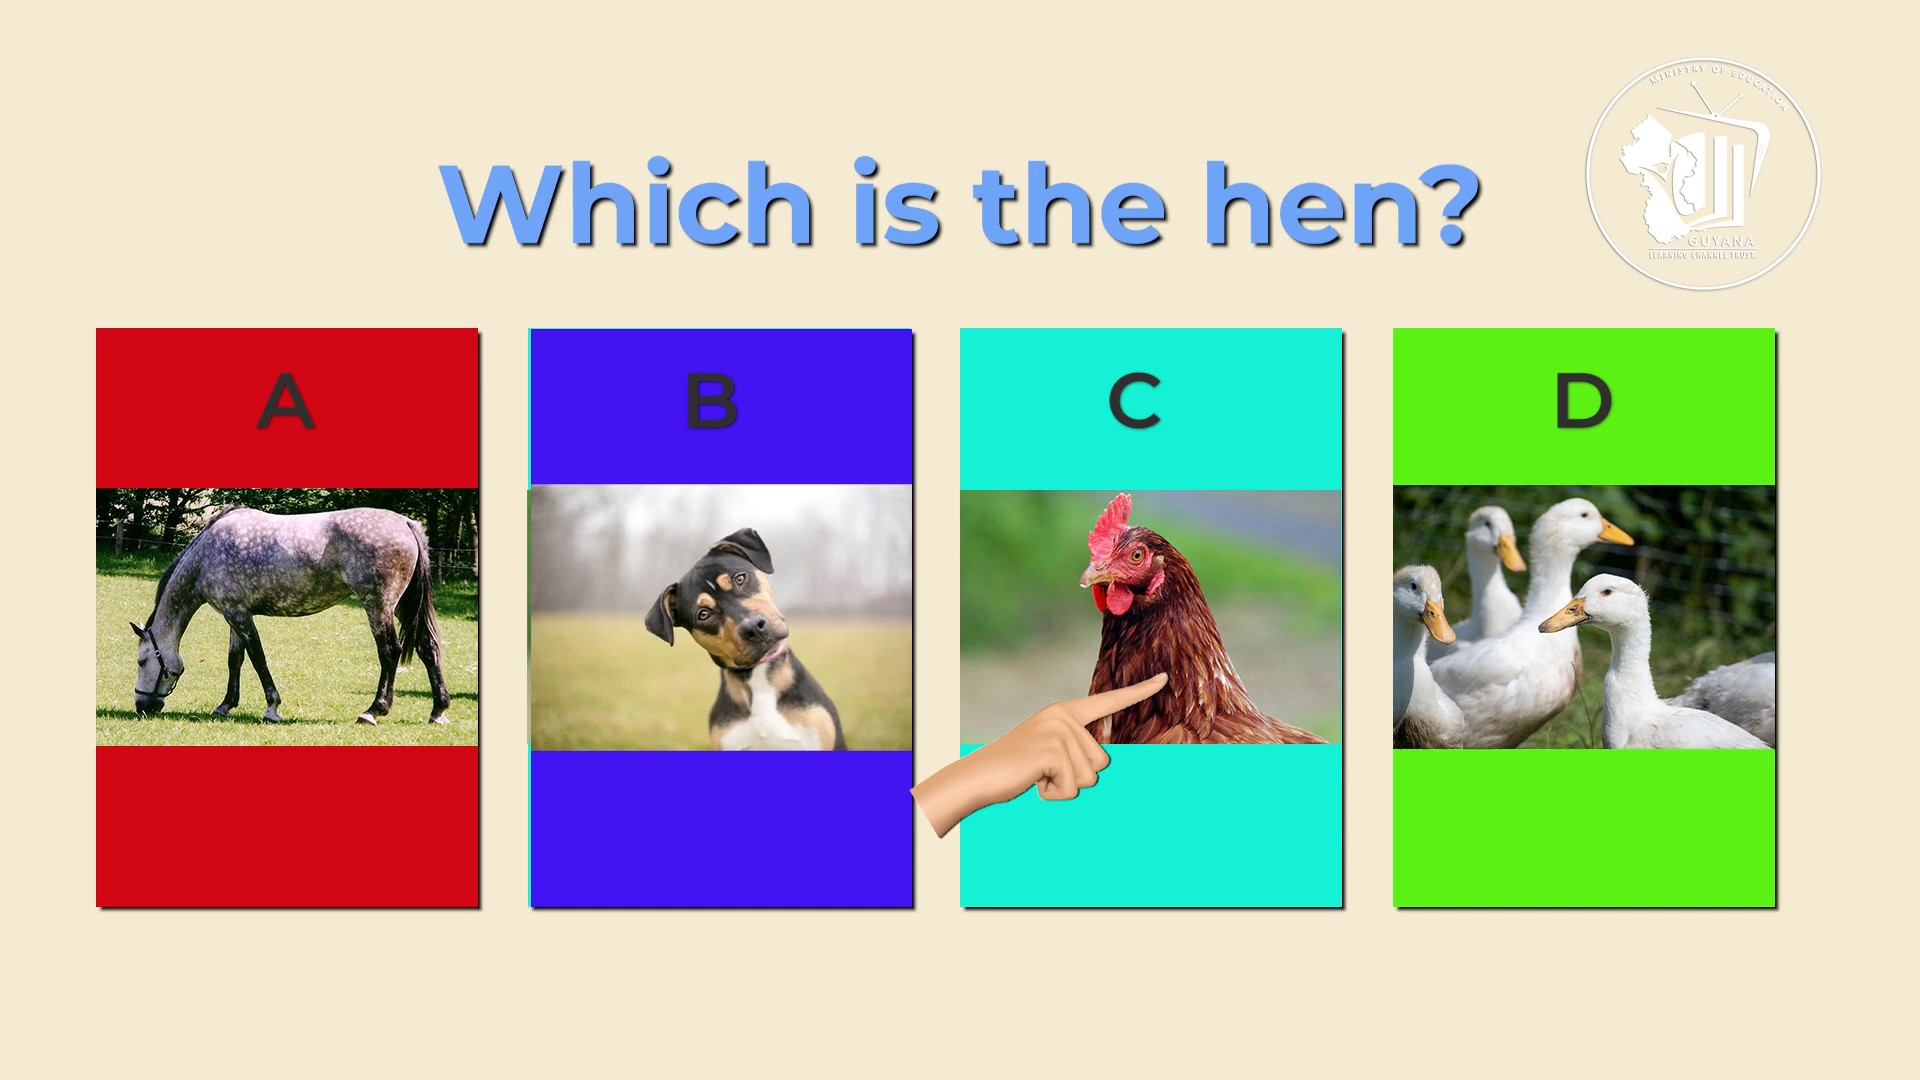 MINISTRY OF EDUCATION
GUYANA
LEARNING CHANNEL TRUST.
Which is the hen?
A
B
C
D